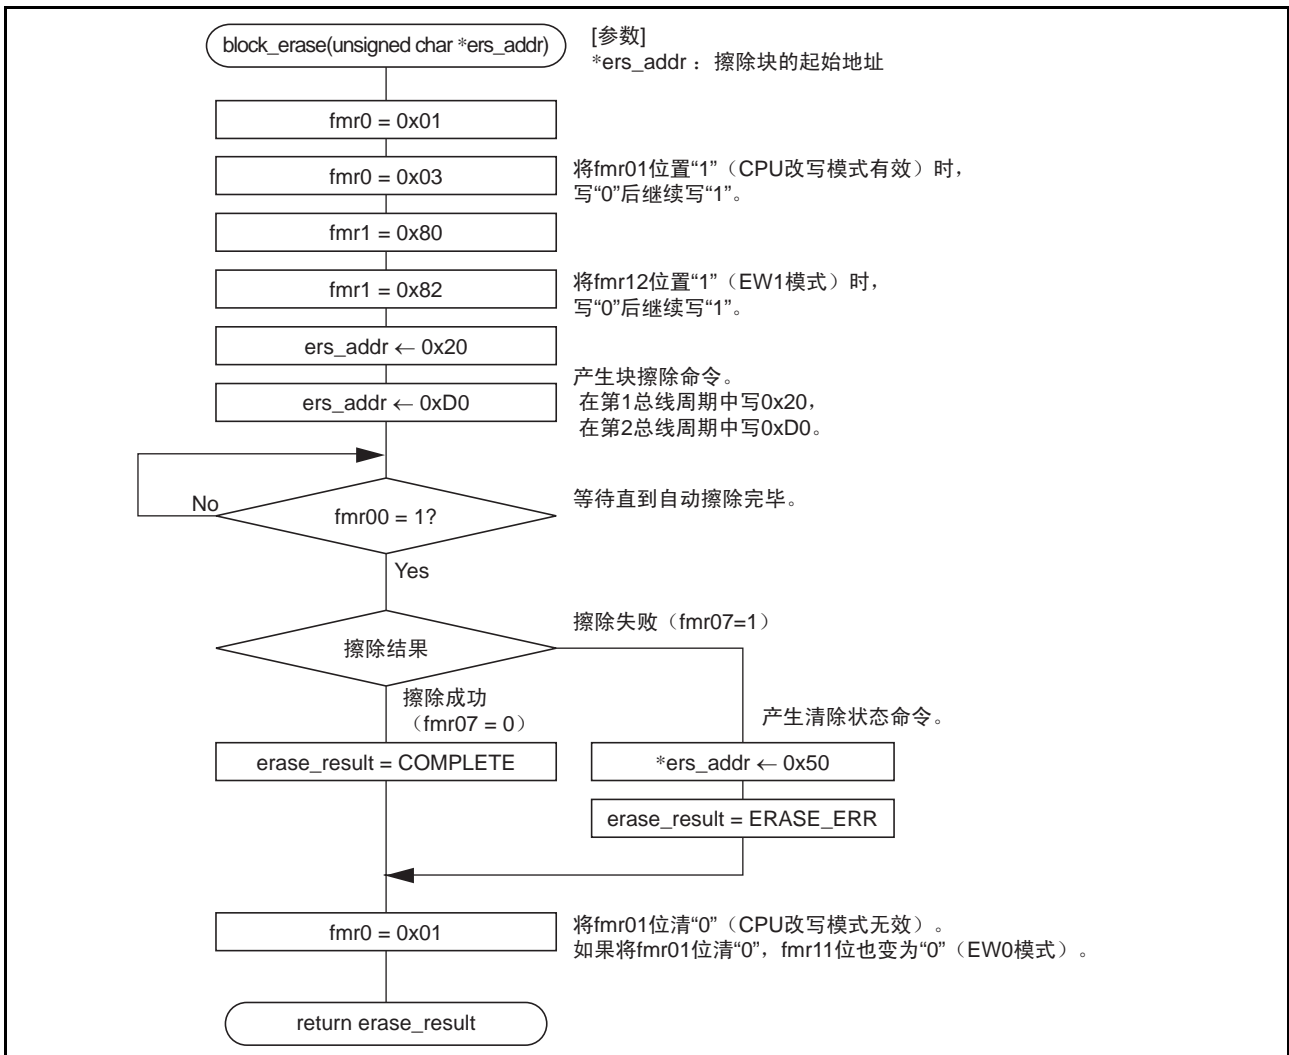 block_erase(unsigned char *ers_addr)
[参数]
*ers_addr ：擦除块的起始地址
fmr0 = 0x01
fmr0 = 0x03
将fmr01位置“1”（CPU改写模式有效）时，
写“0”后继续写“1”。
fmr1 = 0x80
fmr1 = 0x82
将fmr12位置“1”（EW1模式）时，
写“0”后继续写“1”。
ers_addr ← 0x20
ers_addr ← 0xD0
产生块擦除命令。
在第1总线周期中写0x20，
在第2总线周期中写0xD0。
No
fmr00 = 1?
等待直到自动擦除完毕。
Yes
擦除结果
擦除失败（fmr07=1）
擦除成功
（fmr07 = 0）
产生清除状态命令。
erase_result = COMPLETE
*ers_addr ← 0x50
erase_result = ERASE_ERR
fmr0 = 0x01
将fmr01位清“0”（CPU改写模式无效）。
如果将fmr01位清“0”，fmr11位也变为“0”（EW0模式）。
return erase_result